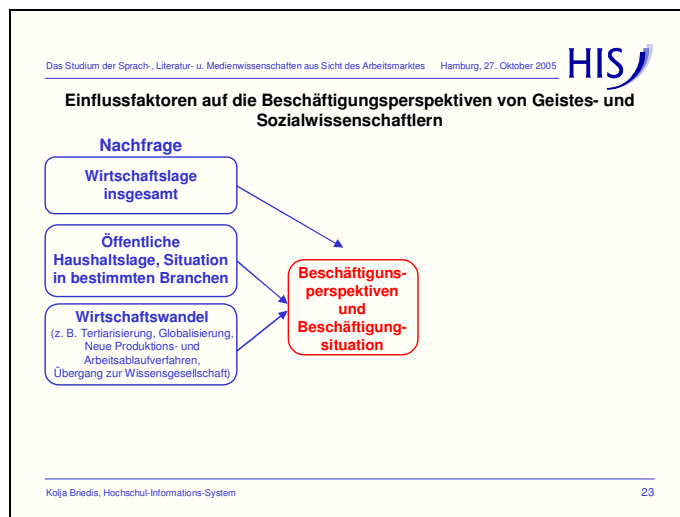 Das Studium der Sprach-, Literatur- u. Medienwissenschaften aus Sicht des Arbeitsmarktes Hamburg, 27. Oktober 2005
HIS
Einflussfaktoren auf die Beschäftigungsperspektiven von Geistes- und
Sozialwissenschaftlern
Nachfrage
Wirtschaftslage
insgesamt
Öffentliche
Haushaltslage, Situation
in bestimmten Branchen
Wirtschaftswandel
(z. B. Tertiarisierung, Globalisierung,
Neue Produktions- und
Arbeitsablaufverfahren,
Übergang zur Wissensgesellschaft)
Beschäftiguns-
perspektiven
und
Beschäftigung-
situation
Kolja Briedis, Hochschul-Informations-System
23